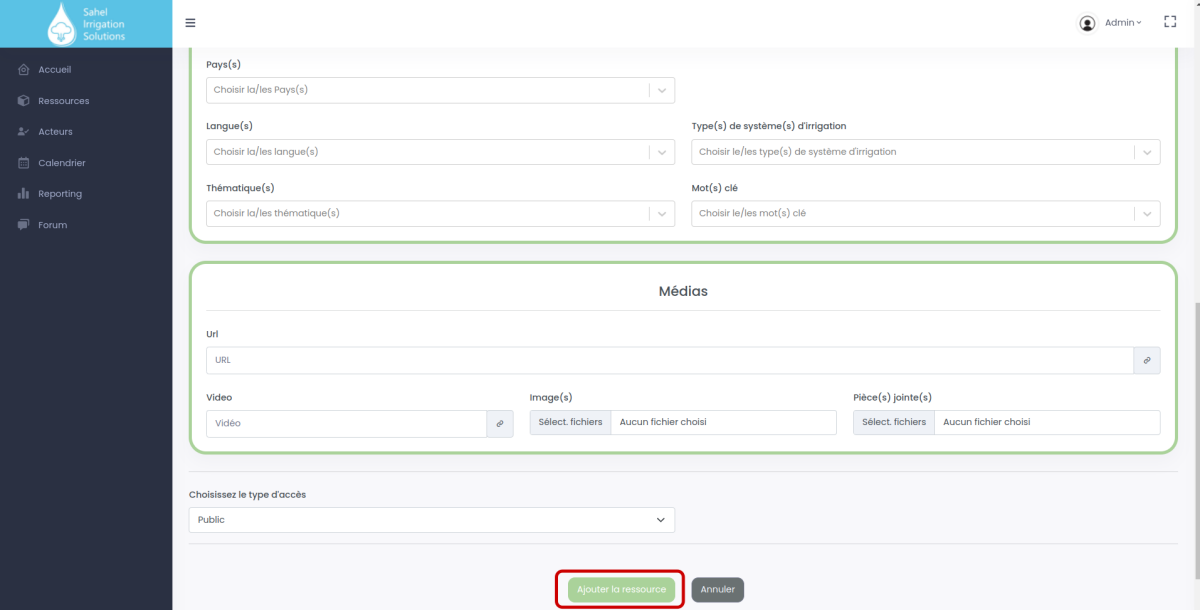 Sahel
Irrigation
Solutions
Admin
Accueil
Ressources
Acteurs
Calendrier
Reporting
Forum
Pays(s)
Choisir la/les Pays(s)
Langue(s)
Type(s) de système(s) d'irrigation
Choisir la/les langue(s)
Choisir le/les type(s) de système d'irrigation
Thématique(s)
Mot(s) clé
Choisir la/les thématique(s)
Choisir le/les mot(s) clé
Médias
Url
URL
Video
Image(s)
Pièce(s) jointe(s)
Vidéo
Sélect. fichiers
Aucun fichier choisi
Sélect. fichiers
Aucun fichier choisi
Choisissez le type d'accès
Public
Ajouter la ressource
Annuler